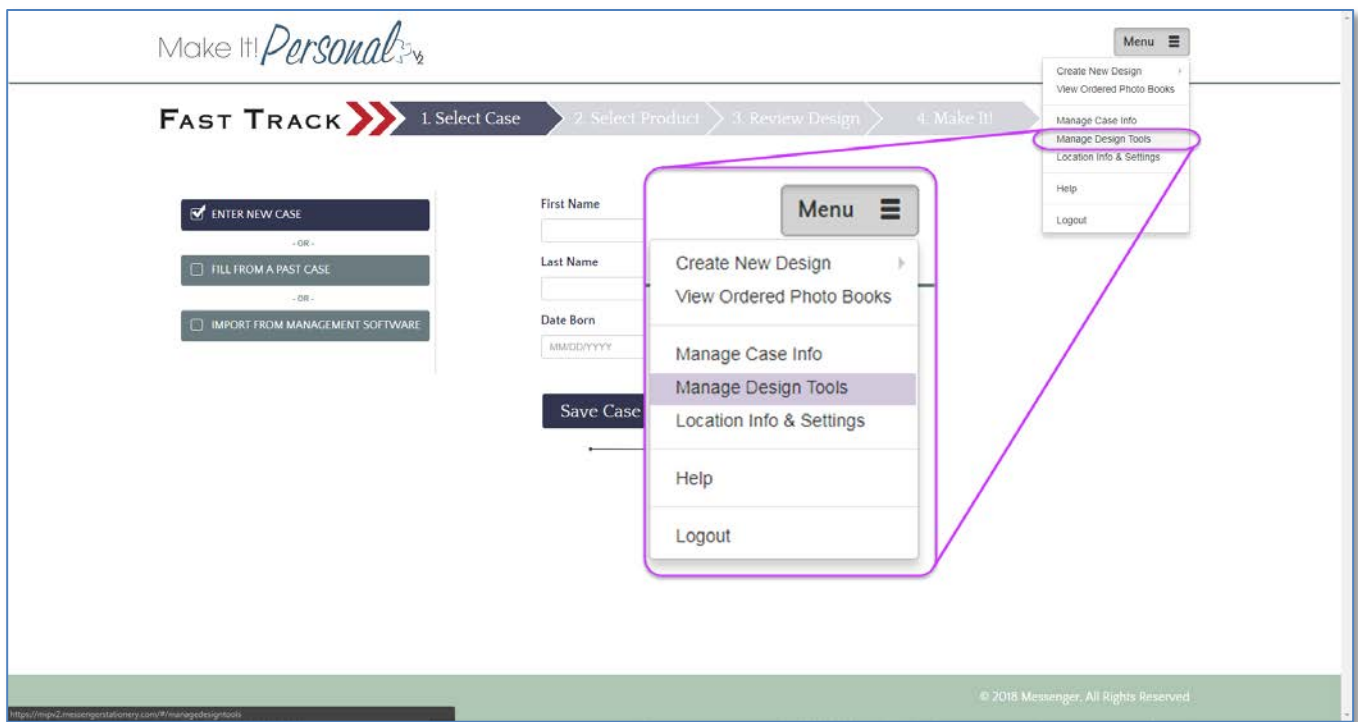 Make It! Personal V2
Menu
Create New Design
View Ordered Photo Books
Manage Case Info
Manage Design Tools
Location Info & Settings
Help
Logout
FAST TRACK
1. Select Case
2. Select Product
3. Review Design
4. Make It!
ENTER NEW CASE
- OR -
FILL FROM A PAST CASE
- OR -
IMPORT FROM MANAGEMENT SOFTWARE
First Name
Last Name
Date Born
MM/DD/YYYY
Save Case
Menu
Create New Design
View Ordered Photo Books
Manage Case Info
Manage Design Tools
Location Info & Settings
Help
Logout
© 2018 Messenger, All Rights Reserved
https://mipv2.messengerstationery.com/#/managedesigntools